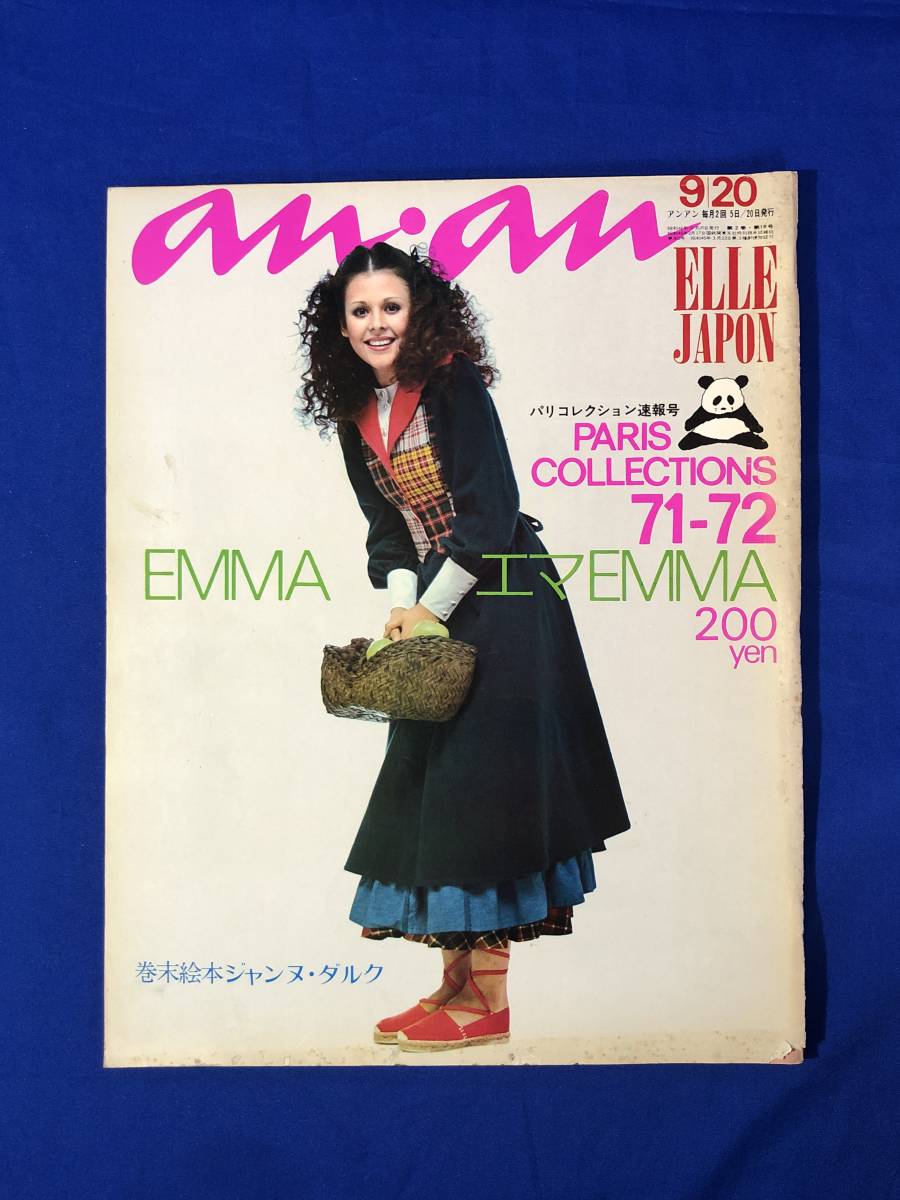 an・an
9|20
アンアン 毎月2回 5日/20日発行
ELLE
JAPON
パリコレクション速報号
PARIS
COLLECTIONS
71-72
EMMA エマEMMA
200
yen
巻末絵本ジャンヌ・ダルク